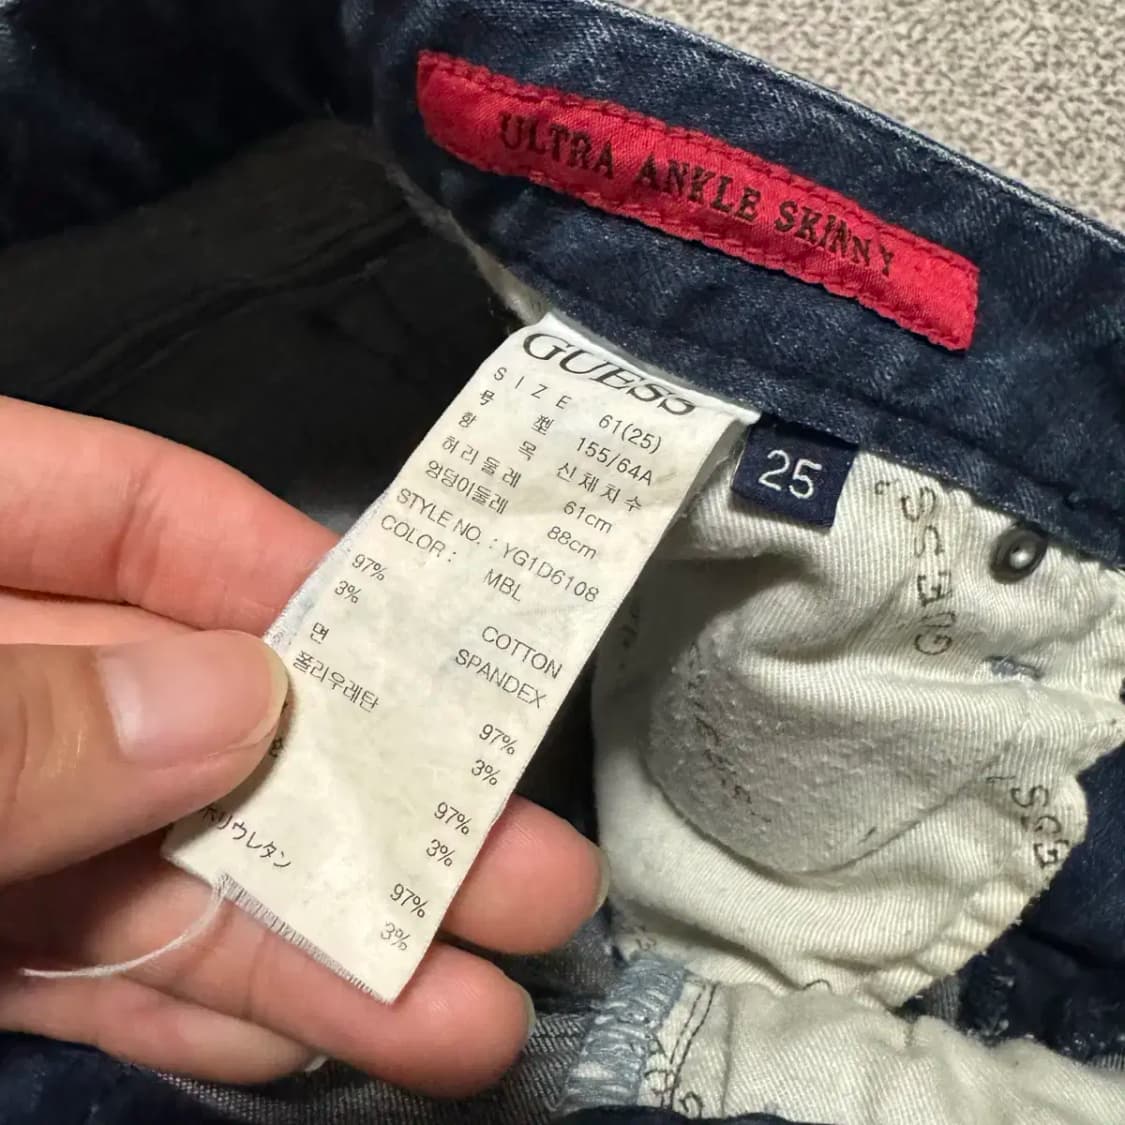 ULTRA ANKLE SKINNY
GUESS
25
SIZE 61(25)
호 型 155/64A
항 목 신체치수
허리둘레 61cm
엉덩이둘레 88cm
STYLE NO. : YG1D6108
COLOR : MBL
97% COTTON
3% SPANDEX
면 97%
폴리우레탄 3%
97%
3%
97%
ポリウレタン 3%
GUESS